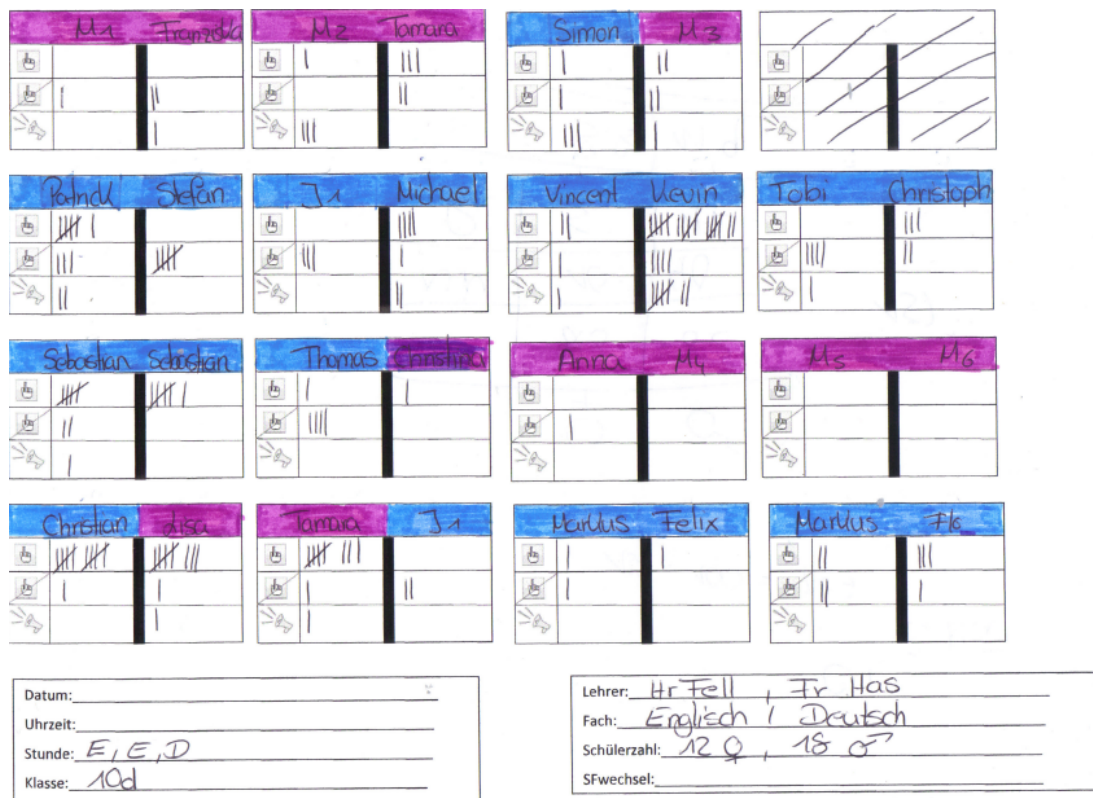 M1 Franziska
M2 Tamara
Simon M3
Patrick Stefan
J1 Michael
Vincent Kevin
Tobi Christoph
Sebastian Sebastian
Thomas Christina
Anna M4
M5 M6
Christian Lisa
Tamara J1
Markus Felix
Markus
Datum:
Uhrzeit:
Stunde: E, E, D
Klasse: 10d
Lehrer: Hr Fell , Fr Has
Fach: Englisch / Deutsch
Schülerzahl: 12 ♀ , 18 ♂
SFwechsel: